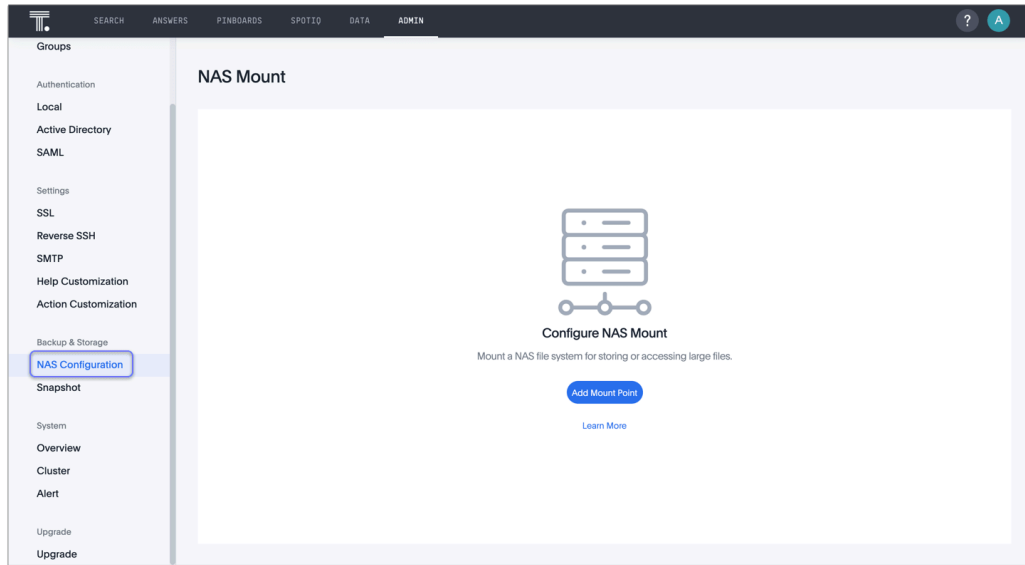 T.
SEARCH ANSWERS PINBOARDS SPOTIQ DATA ADMIN
? A
Groups
Authentication
Local
Active Directory
SAML
Settings
SSL
Reverse SSH
SMTP
Help Customization
Action Customization
Backup & Storage
NAS Configuration
Snapshot
System
Overview
Cluster
Alert
Upgrade
Upgrade
NAS Mount
Configure NAS Mount
Mount a NAS file system for storing or accessing large files.
Add Mount Point
Learn More